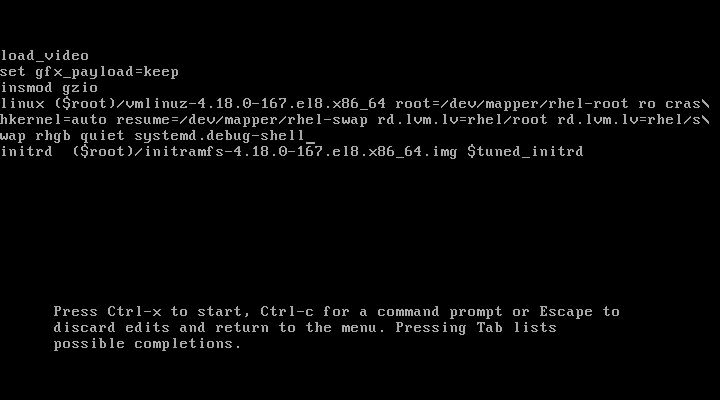 load_video
set gfx_payload=keep
insmod gzio
linux ($root)/vmlinuz-4.18.0-167.el8.x86_64 root=/dev/mapper/rhel-root ro cras\
hkernel=auto resume=/dev/mapper/rhel-swap rd.lvm.lv=rhel/root rd.lvm.lv=rhel/s\
wap rhgb quiet systemd.debug-shell_
initrd  ($root)/initramfs-4.18.0-167.el8.x86_64.img $tuned_initrd
Press Ctrl-x to start, Ctrl-c for a command prompt or Escape to
discard edits and return to the menu. Pressing Tab lists
possible completions.